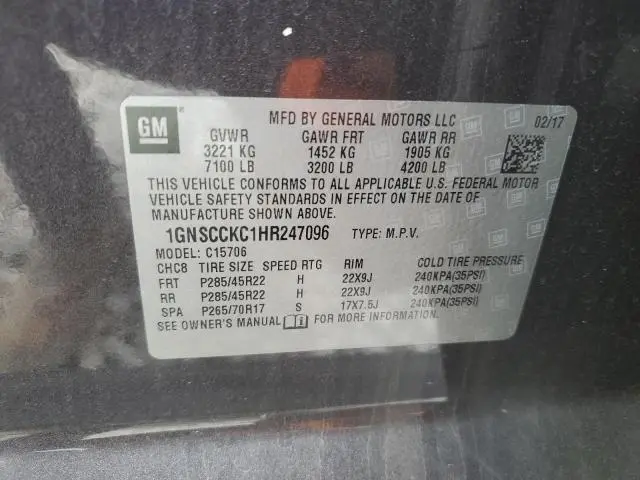 GM
MFD BY GENERAL MOTORS LLC 02/17
GVWR GAWR FRT GAWR RR
3221 KG 1452 KG 1905 KG
7100 LB 3200 LB 4200 LB
THIS VEHICLE CONFORMS TO ALL APPLICABLE U.S. FEDERAL MOTOR
VEHICLE SAFETY STANDARDS IN EFFECT ON THE DATE OF
MANUFACTURE SHOWN ABOVE.
1GNSCCKC1HR247096 TYPE: M.P.V.
MODEL: C15706
CHC8 TIRE SIZE SPEED RTG RIM COLD TIRE PRESSURE
FRT P285/45R22 H 22X9J 240KPA(35PSI)
RR P285/45R22 H 22X9J 240KPA(35PSI)
SPA P265/70R17 S 17X7.5J 240KPA(35PSI)
SEE OWNER'S MANUAL FOR MORE INFORMATION.